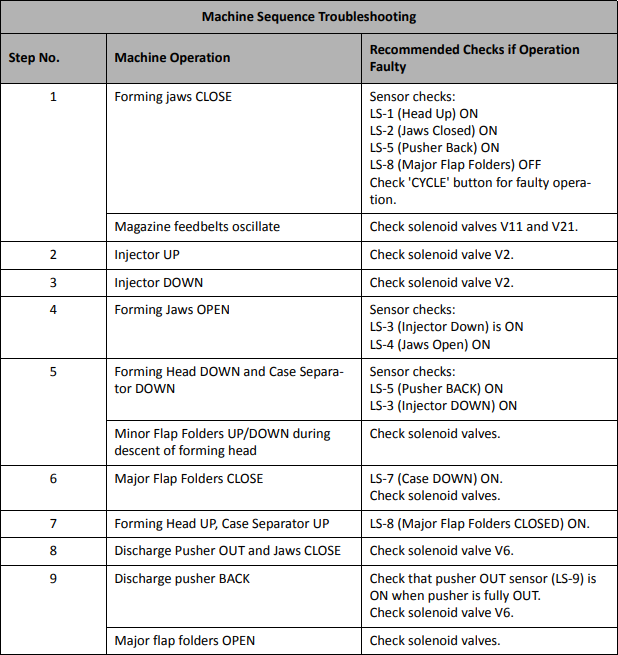 Machine Sequence Troubleshooting
Step No.
Machine Operation
Recommended Checks if Operation
Faulty
1
Forming jaws CLOSE
Sensor checks:
LS-1 (Head Up) ON
LS-2 (Jaws Closed) ON
LS-5 (Pusher Back) ON
LS-8 (Major Flap Folders) OFF
Check 'CYCLE' button for faulty opera-
tion.
Magazine feedbelts oscillate
Check solenoid valves V11 and V21.
2
Injector UP
Check solenoid valve V2.
3
Injector DOWN
Check solenoid valve V2.
4
Forming Jaws OPEN
Sensor checks:
LS-3 (Injector Down) is ON
LS-4 (Jaws Open) ON
5
Forming Head DOWN and Case Separa-
tor DOWN
Sensor checks:
LS-5 (Pusher BACK) ON
LS-3 (Injector DOWN) ON
Minor Flap Folders UP/DOWN during
descent of forming head
Check solenoid valves.
6
Major Flap Folders CLOSE
LS-7 (Case DOWN) ON.
Check solenoid valves.
7
Forming Head UP, Case Separator UP
LS-8 (Major Flap Folders CLOSED) ON.
8
Discharge Pusher OUT and Jaws CLOSE
Check solenoid valve V6.
9
Discharge pusher BACK
Check that pusher OUT sensor (LS-9) is
ON when pusher is fully OUT.
Check solenoid valve V6.
Major flap folders OPEN
Check solenoid valves.